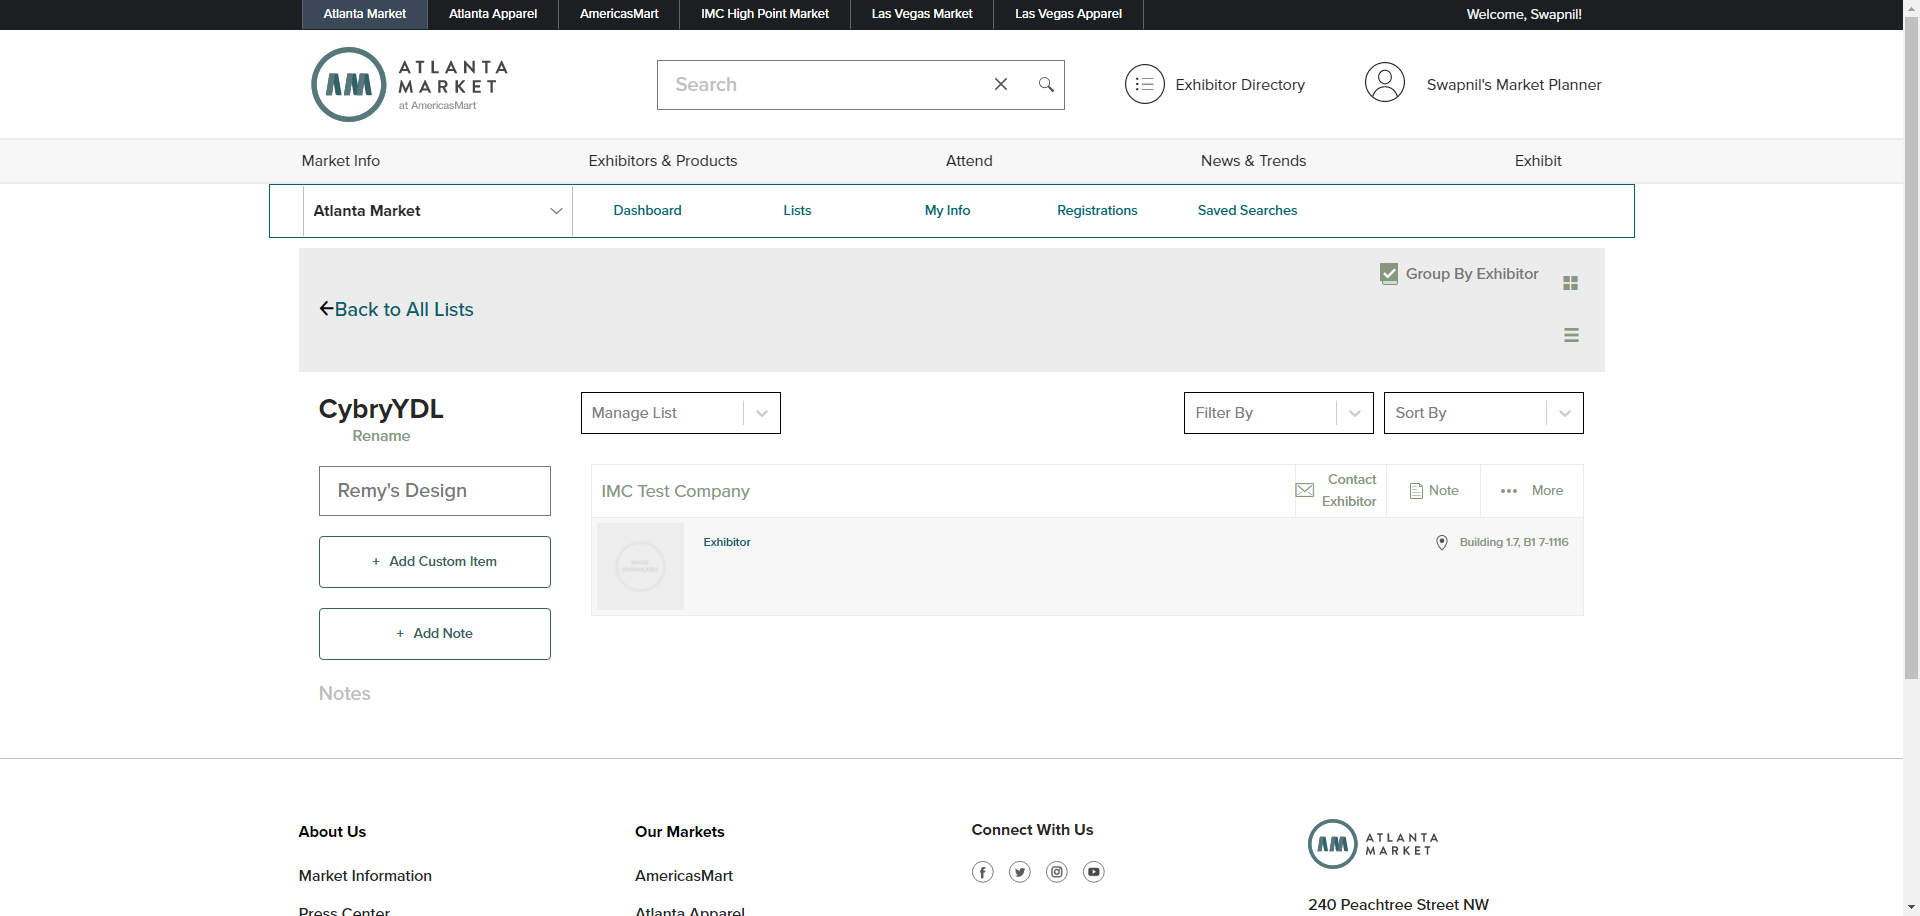 Atlanta Market Atlanta Apparel AmericasMart IMC High Point Market Las Vegas Market Las Vegas Apparel Welcome, Swapnil!
ATLANTA
MARKET
at AmericasMart
Search
Exhibitor Directory
Swapnil's Market Planner
Market Info Exhibitors & Products Attend News & Trends Exhibit
Atlanta Market Dashboard Lists My Info Registrations Saved Searches
Group By Exhibitor
Back to All Lists
CybryYDL
Rename
Manage List
Filter By
Sort By
Remy's Design
+ Add Custom Item
+ Add Note
Notes
IMC Test Company
Contact
Exhibitor
Note
More
Exhibitor
Building 1.7, B1 7-1116
About Us
Market Information
Press Center
Our Markets
AmericasMart
Atlanta Apparel
Connect With Us
ATLANTA
MARKET
240 Peachtree Street NW